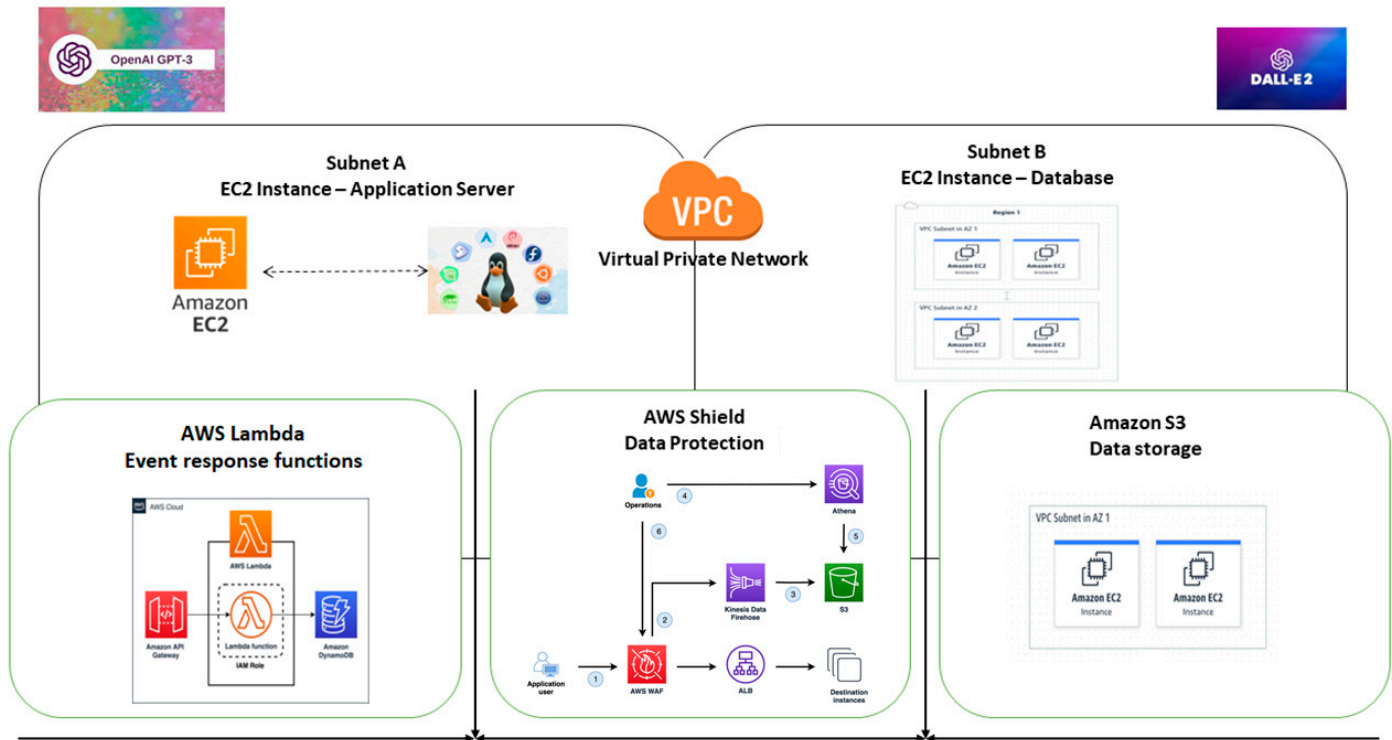 OpenAI GPT-3
DALL·E 2
Subnet A
EC2 Instance – Application Server
Amazon
EC2
VPC
Virtual Private Network
Subnet B
EC2 Instance – Database
Region 1
VPC Subnet in AZ 1
Amazon EC2
Instance
Amazon EC2
Instance
VPC Subnet in AZ 2
Amazon EC2
Instance
Amazon EC2
Instance
AWS Lambda
Event response functions
aws
AWS Cloud
AWS Lambda
Amazon API
Gateway
Lambda function
IAM Role
Amazon
DynamoDB
AWS Shield
Data Protection
Operations
4
Athena
6
5
2
Kinesis Data
Firehose
3
S3
Application
user
1
AWS WAF
ALB
Destination
instances
Amazon S3
Data storage
VPC Subnet in AZ 1
Amazon EC2
Instance
Amazon EC2
Instance